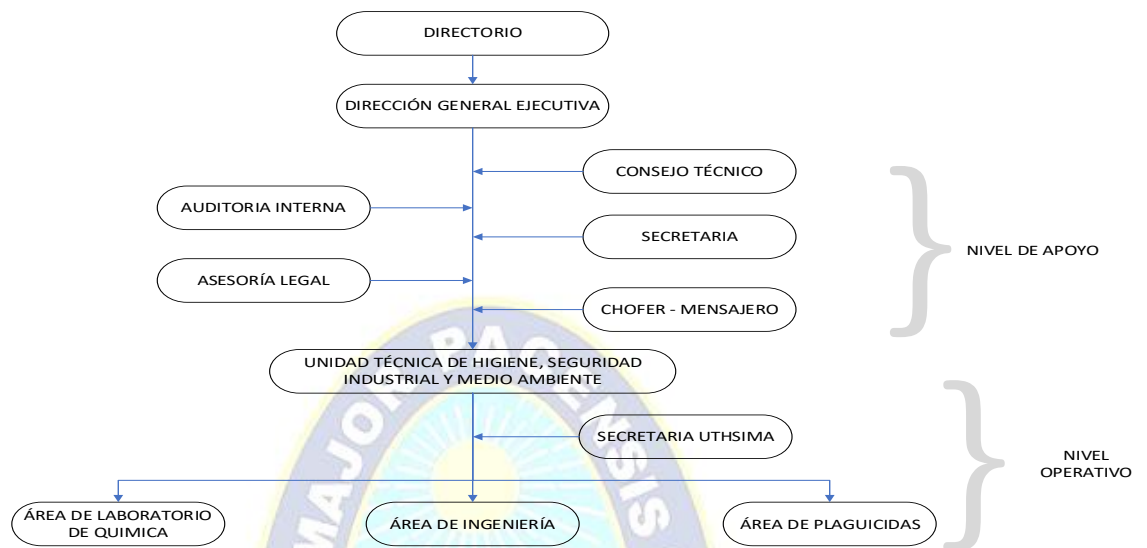 DIRECTORIO
DIRECCIÓN GENERAL EJECUTIVA
CONSEJO TÉCNICO
AUDITORIA INTERNA
SECRETARIA
NIVEL DE APOYO
ASESORÍA LEGAL
CHOFER - MENSAJERO
UNIDAD TÉCNICA DE HIGIENE, SEGURIDAD
INDUSTRIAL Y MEDIO AMBIENTE
SECRETARIA UTHSIMA
NIVEL
OPERATIVO
ÁREA DE LABORATORIO
DE QUIMICA
ÁREA DE INGENIERÍA
ÁREA DE PLAGUICIDAS
MAJOR PACENSIS